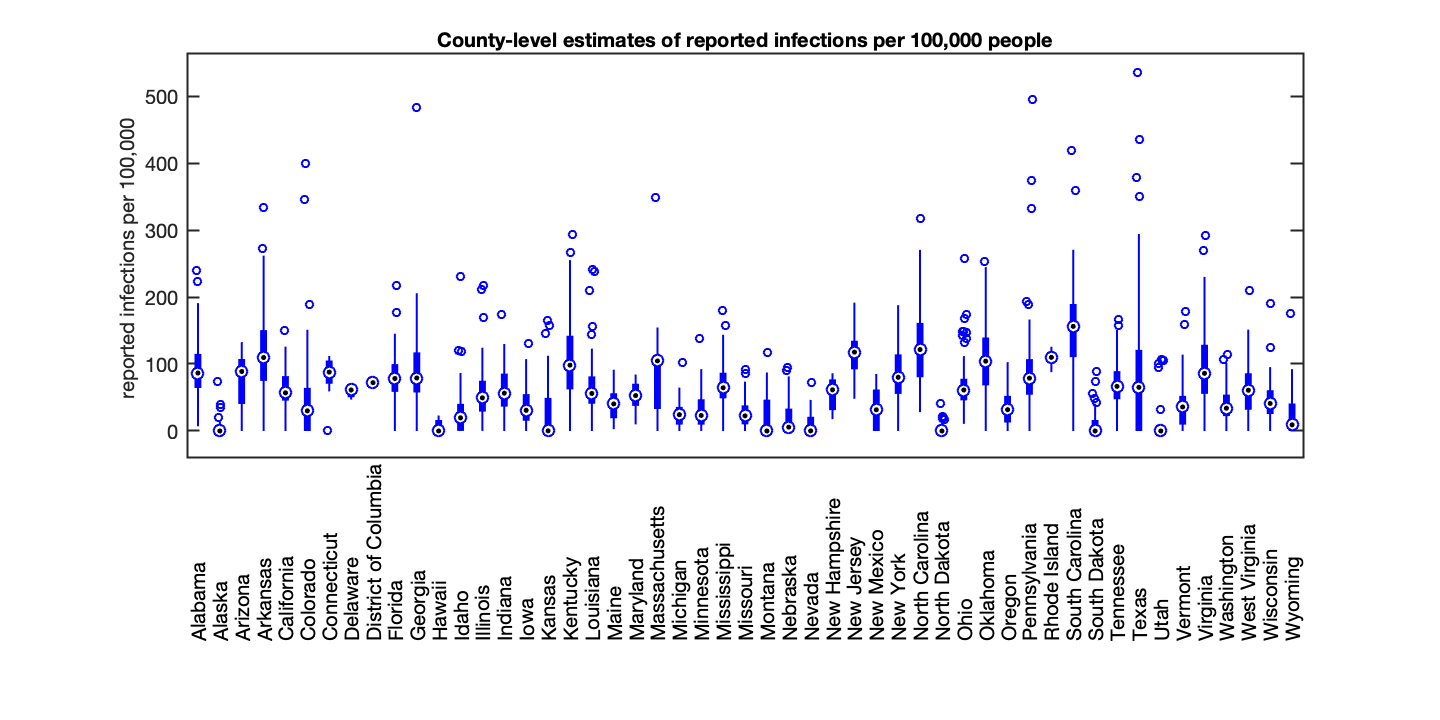 County-level estimates of reported infections per 100,000 people
reported infections per 100,000
500
400
300
200
100
0
Alabama
Alaska
Arizona
Arkansas
California
Colorado
Connecticut
Delaware
District of Columbia
Florida
Georgia
Hawaii
Idaho
Illinois
Indiana
Iowa
Kansas
Kentucky
Louisiana
Maine
Maryland
Massachusetts
Michigan
Minnesota
Mississippi
Missouri
Montana
Nebraska
Nevada
New Hampshire
New Jersey
New Mexico
New York
North Carolina
North Dakota
Ohio
Oklahoma
Oregon
Pennsylvania
Rhode Island
South Carolina
South Dakota
Tennessee
Texas
Utah
Vermont
Virginia
Washington
West Virginia
Wisconsin
Wyoming